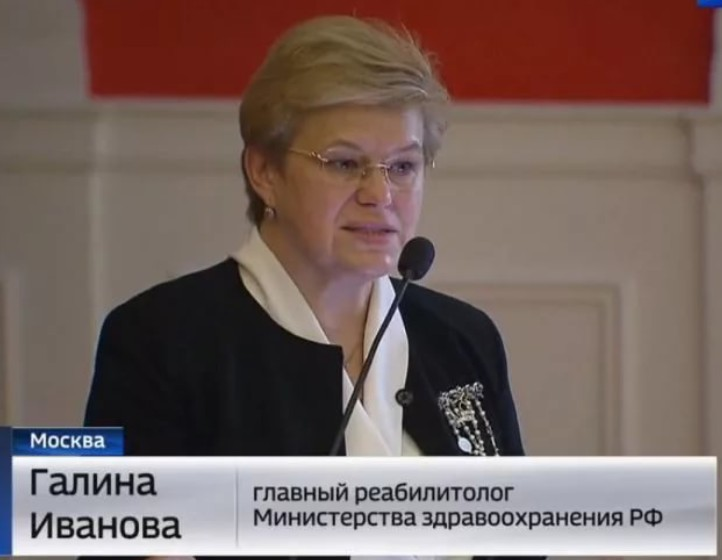 Москва
Галина
Иванова
главный реабилитолог
Министерства здравоохранения РФ